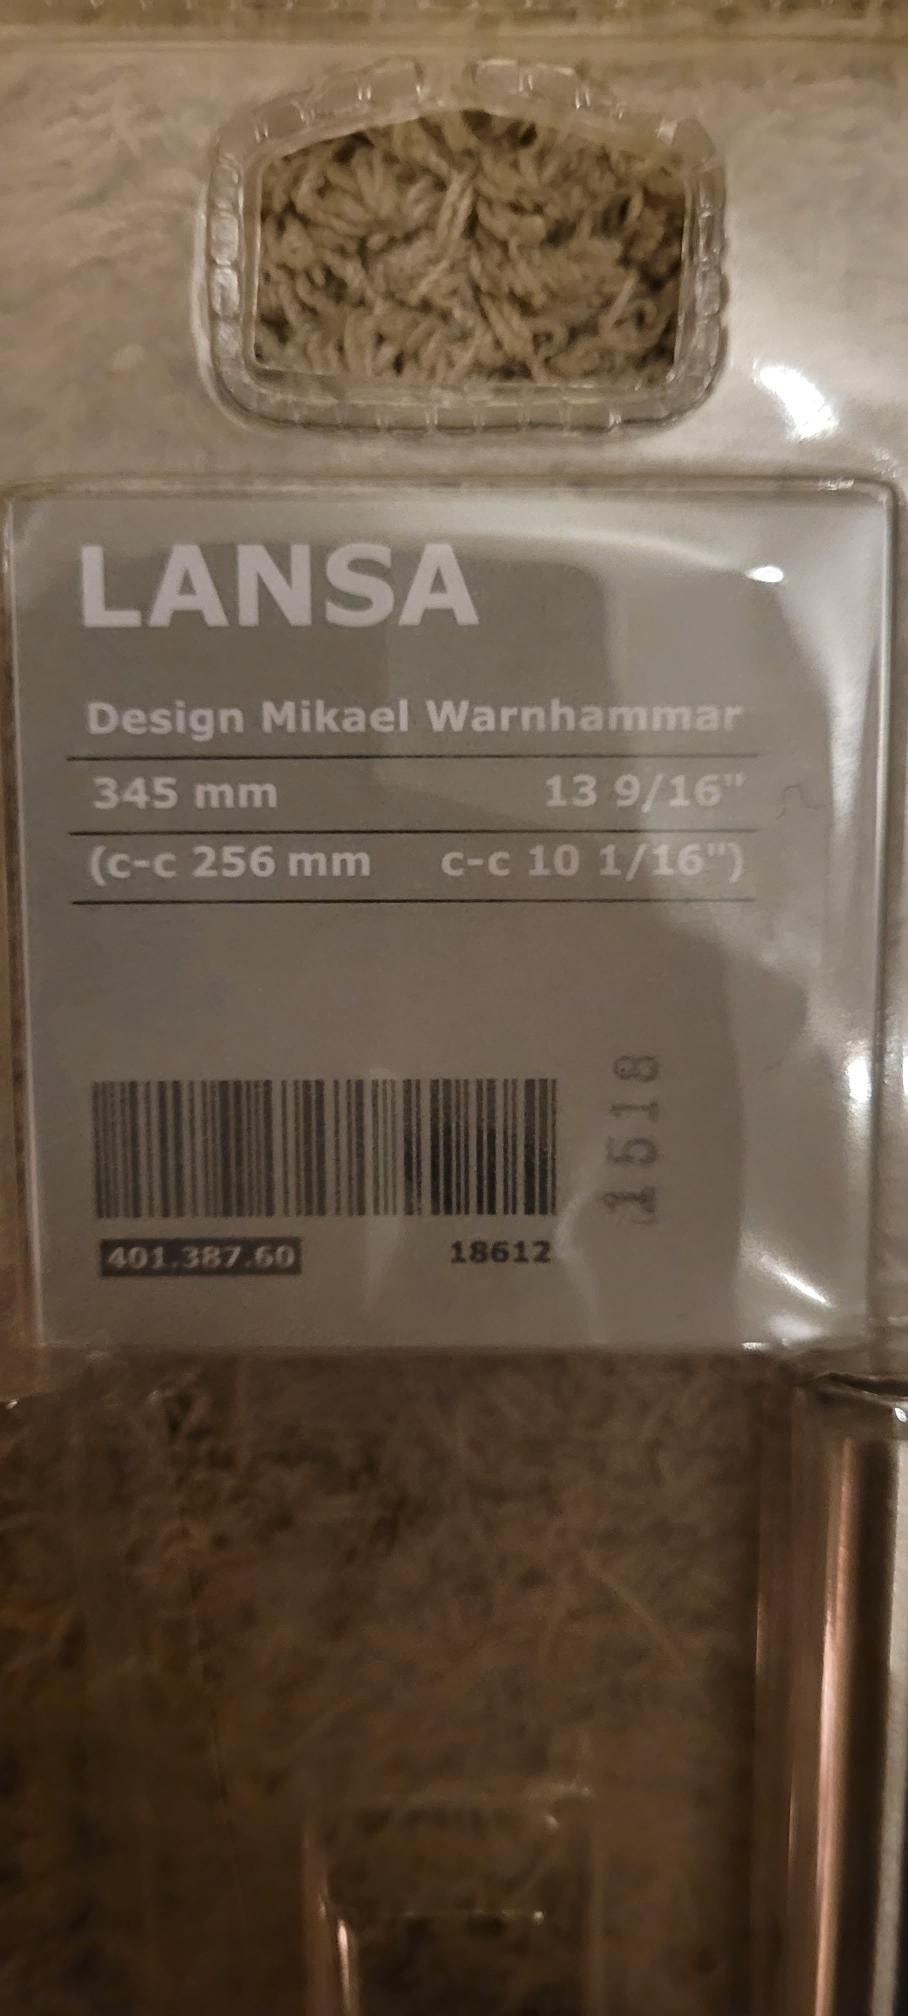 LANSA
Design Mikael Warnhammar
345 mm 13 9/16"
(c-c 256 mm c-c 10 1/16")
1518
401.387.60 18612